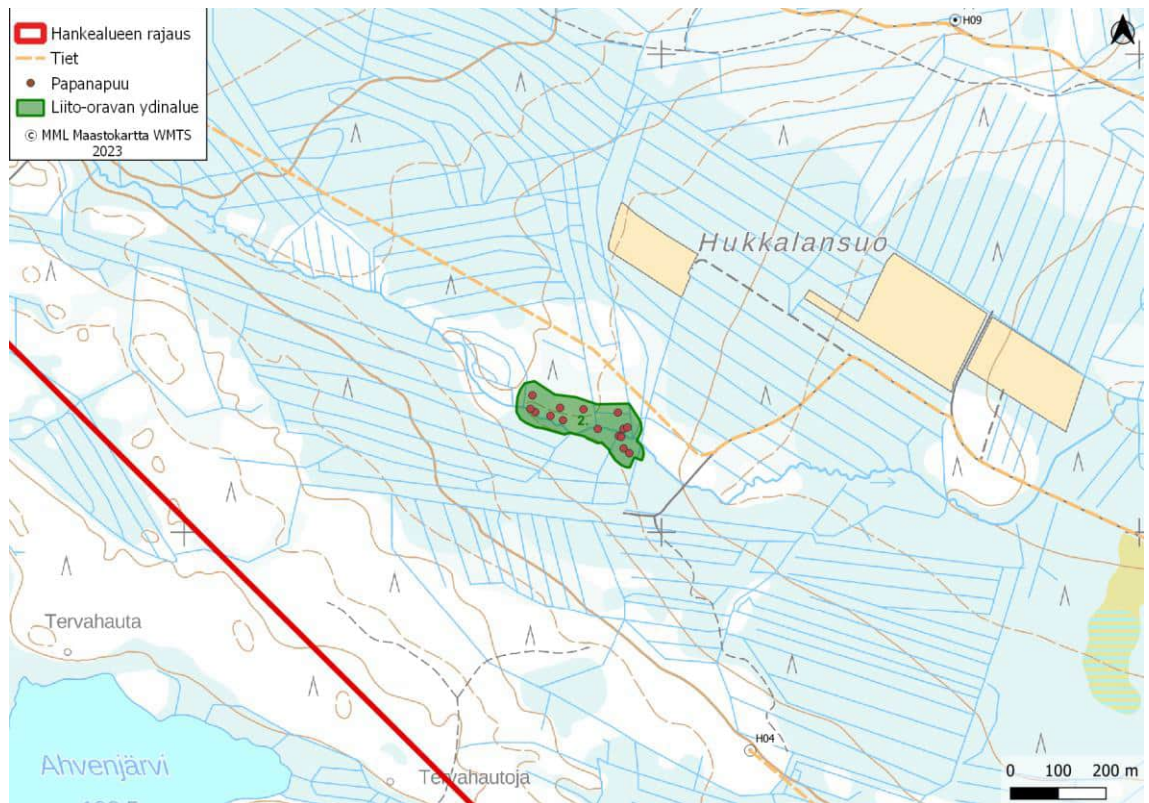 Hankealueen rajaus
Tiet
Papanapuu
Liito-oravan ydinalue
© MML Maastokartta WMTS
2023
H09
Hukkalansuo
2.
Tervahauta
H04
Ahvenjärvi
Tervahautoja
0 100 200 m